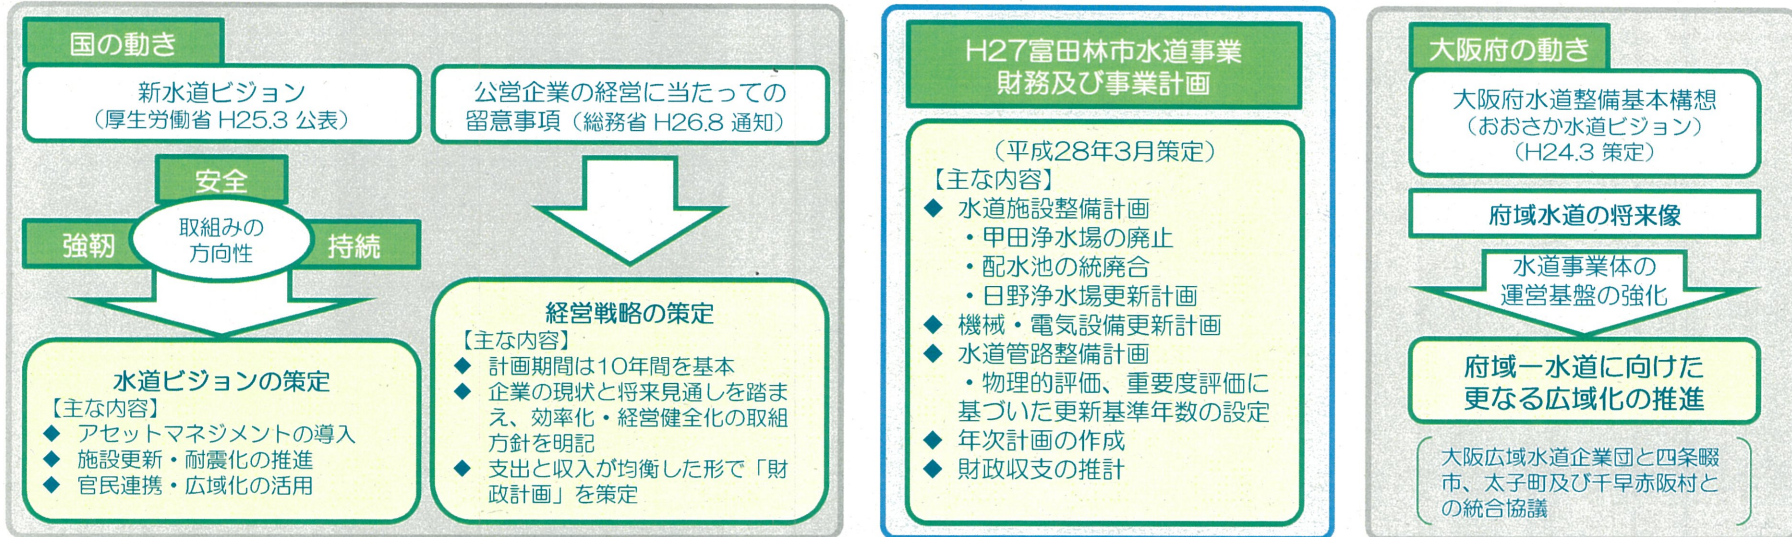 国の動き
新水道ビジョン
（厚生労働省 H25.3 公表）
安全
強靭
取組みの
方向性
持続
水道ビジョンの策定
【主な内容】
◆ アセットマネジメントの導入
◆ 施設更新・耐震化の推進
◆ 官民連携・広域化の活用
公営企業の経営に当たっての
留意事項（総務省 H26.8 通知）
経営戦略の策定
【主な内容】
◆ 計画期間は10年間を基本
◆ 企業の現状と将来見通しを踏ま
え、効率化・経営健全化の取組
方針を明記
◆ 支出と収入が均衡した形で「財
政計画」を策定
H27富田林市水道事業
財務及び事業計画
（平成28年3月策定）
【主な内容】
◆ 水道施設整備計画
・甲田浄水場の廃止
・配水池の統廃合
・日野浄水場更新計画
◆ 機械・電気設備更新計画
◆ 水道管路整備計画
・物理的評価、重要度評価に
基づいた更新基準年数の設定
◆ 年次計画の作成
◆ 財政収支の推計
大阪府の動き
大阪府水道整備基本構想
（おおさか水道ビジョン）
（H24.3 策定）
府域水道の将来像
水道事業体の
運営基盤の強化
府域一水道に向けた
更なる広域化の推進
大阪広域水道企業団と四条畷
市、太子町及び千早赤阪村と
の統合協議